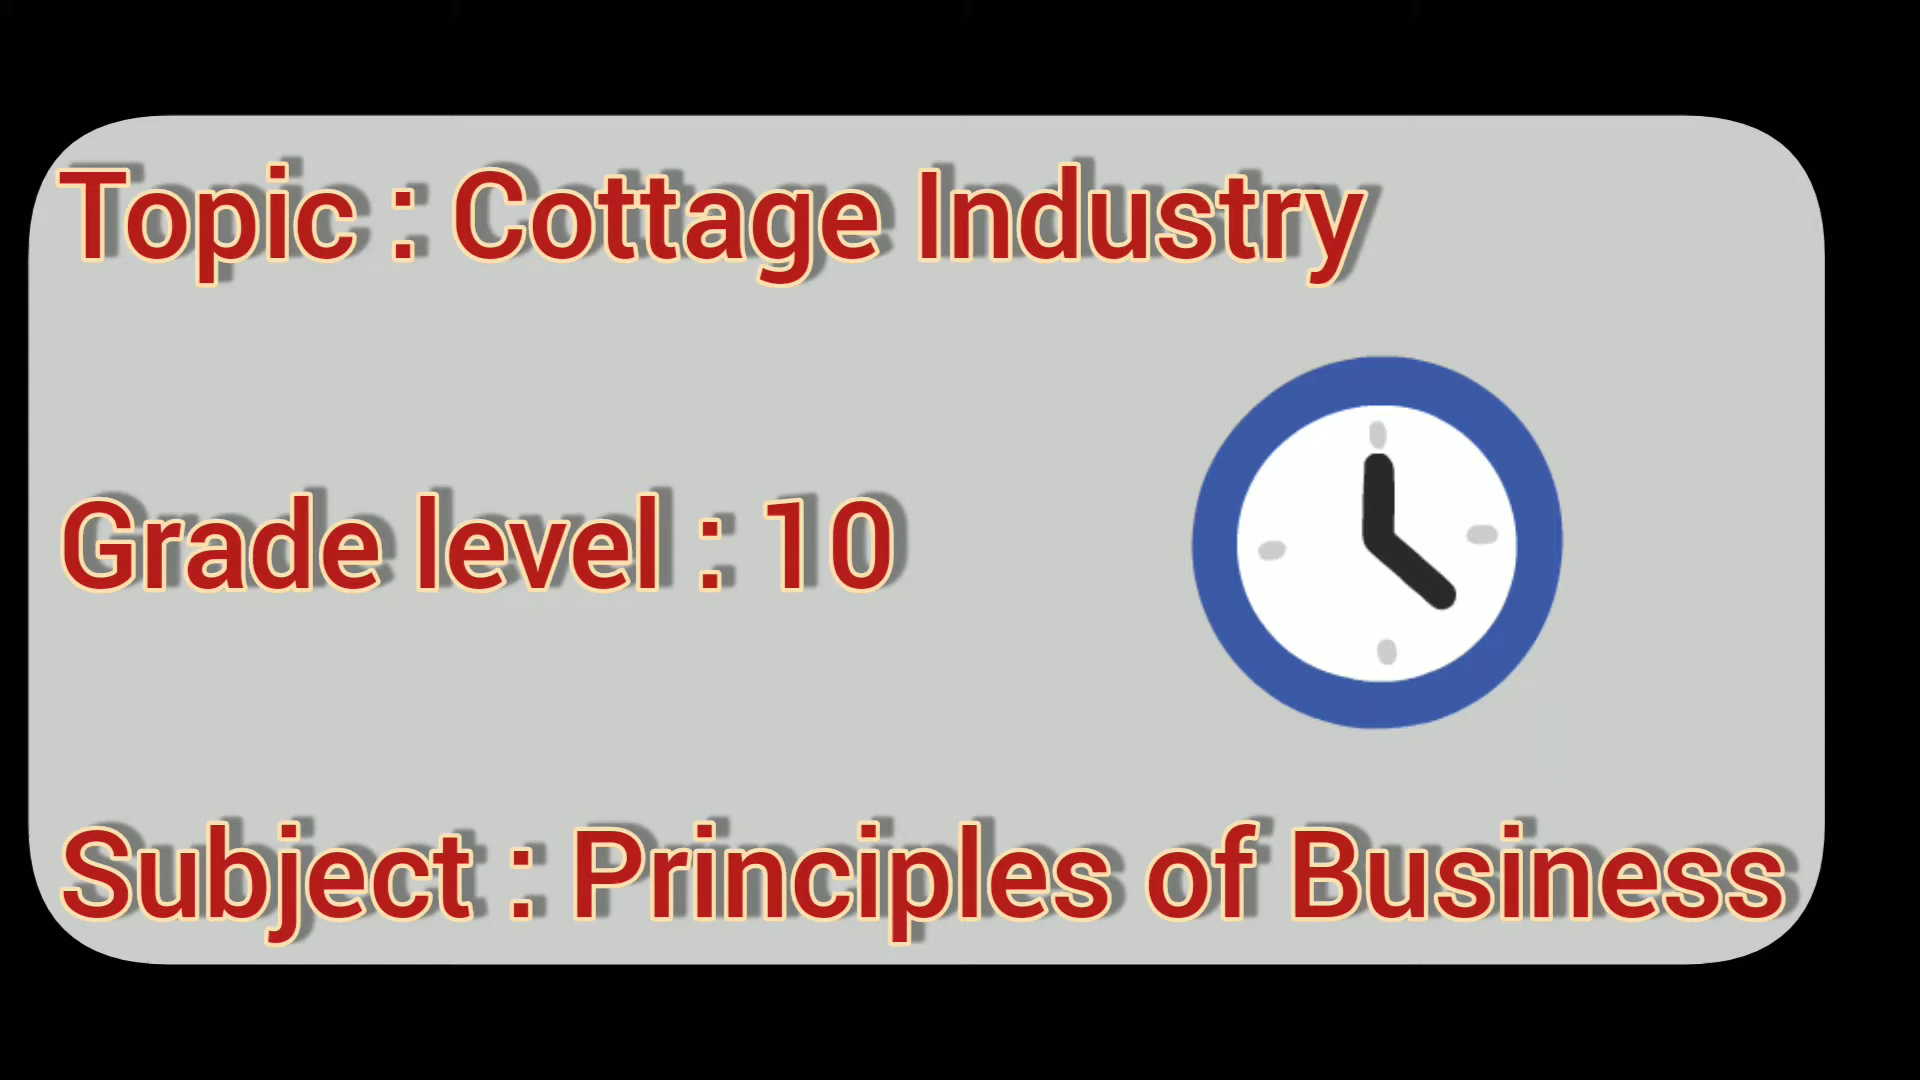 Topic : Cottage Industry
Grade level : 10
Subject : Principles of Business